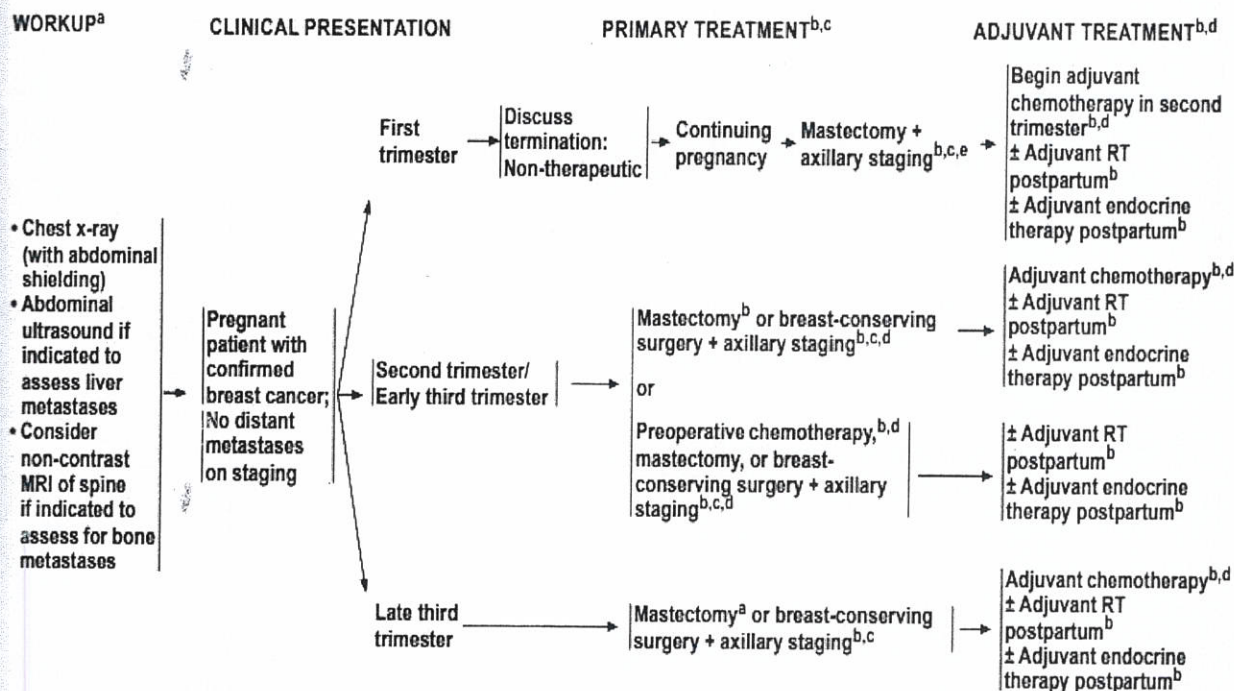 WORKUPa
CLINICAL PRESENTATION
PRIMARY TREATMENTb,c
ADJUVANT TREATMENTb,d
• Chest x-ray
(with abdominal
shielding)
• Abdominal
ultrasound if
indicated to
assess liver
metastases
• Consider
non-contrast
MRI of spine
if indicated to
assess for bone
metastases
Pregnant
patient with
confirmed
breast cancer;
No distant
metastases
on staging
First
trimester
Discuss
termination:
Non-therapeutic
Continuing
pregnancy
Mastectomy +
axillary stagingb,c,e
Begin adjuvant
chemotherapy in second
trimesterb,d
± Adjuvant RT
postpartumb
± Adjuvant endocrine
therapy postpartumb
Second trimester/
Early third trimester
Mastectomyb or breast-conserving
surgery + axillary stagingb,c,d
or
Preoperative chemotherapy,b,d
mastectomy, or breast-
conserving surgery + axillary
stagingb,c,d
Adjuvant chemotherapyb,d
± Adjuvant RT
postpartumb
± Adjuvant endocrine
therapy postpartumb
± Adjuvant RT
postpartumb
± Adjuvant endocrine
therapy postpartumb
Late third
trimester
Mastectomya or breast-conserving
surgery + axillary stagingb,c
Adjuvant chemotherapyb,d
± Adjuvant RT
postpartumb
± Adjuvant endocrine
therapy postpartumb